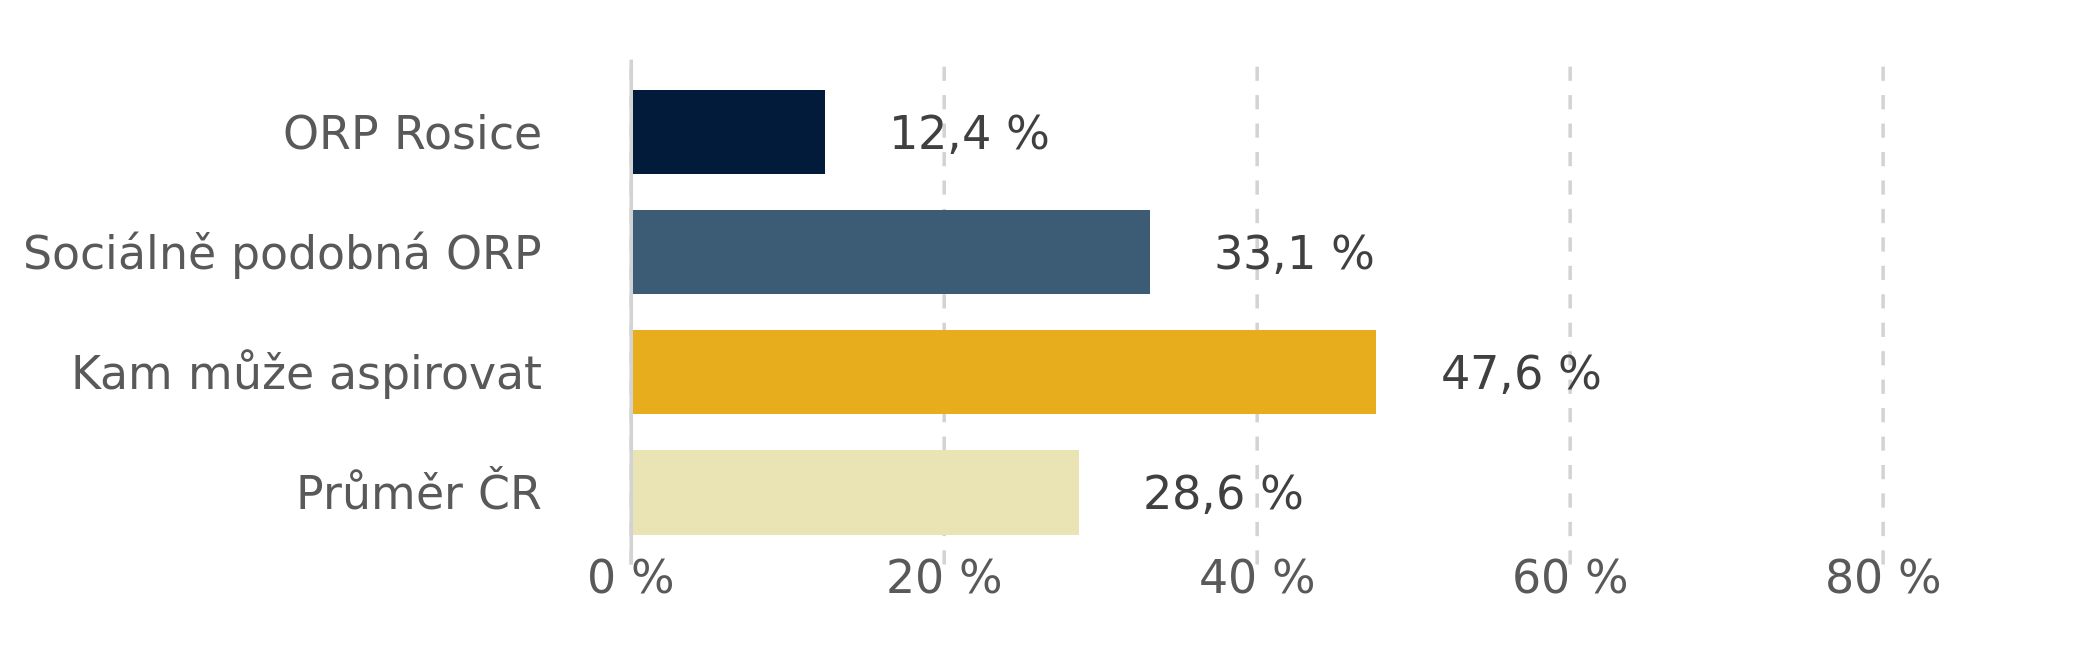 ORP Rosice 12,4 %
Sociálně podobná ORP 33,1 %
Kam může aspirovat 47,6 %
Průměr ČR 28,6 %
0 % 20 % 40 % 60 % 80 %